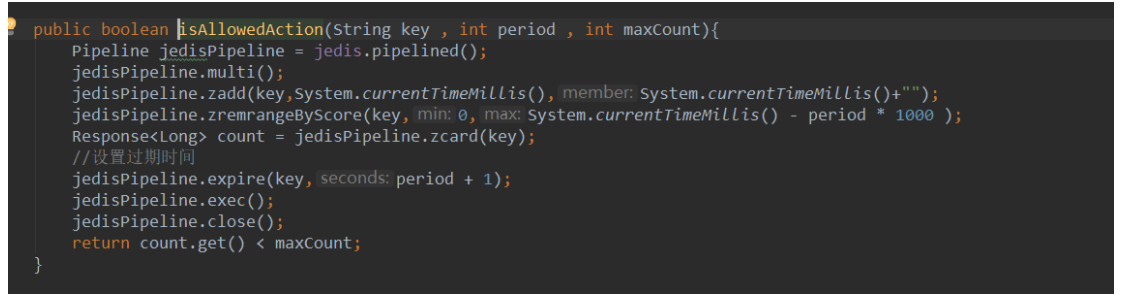 public boolean isAllowedAction(String key , int period , int maxCount){
Pipeline jedisPipeline = jedis.pipelined();
jedisPipeline.multi();
jedisPipeline.zadd(key,System.currentTimeMillis(), member: System.currentTimeMillis()+"");
jedisPipeline.zremrangeByScore(key, min: 0, max: System.currentTimeMillis() - period * 1000 );
Response<Long> count = jedisPipeline.zcard(key);
//设置过期时间
jedisPipeline.expire(key, seconds: period + 1);
jedisPipeline.exec();
jedisPipeline.close();
return count.get() < maxCount;
}